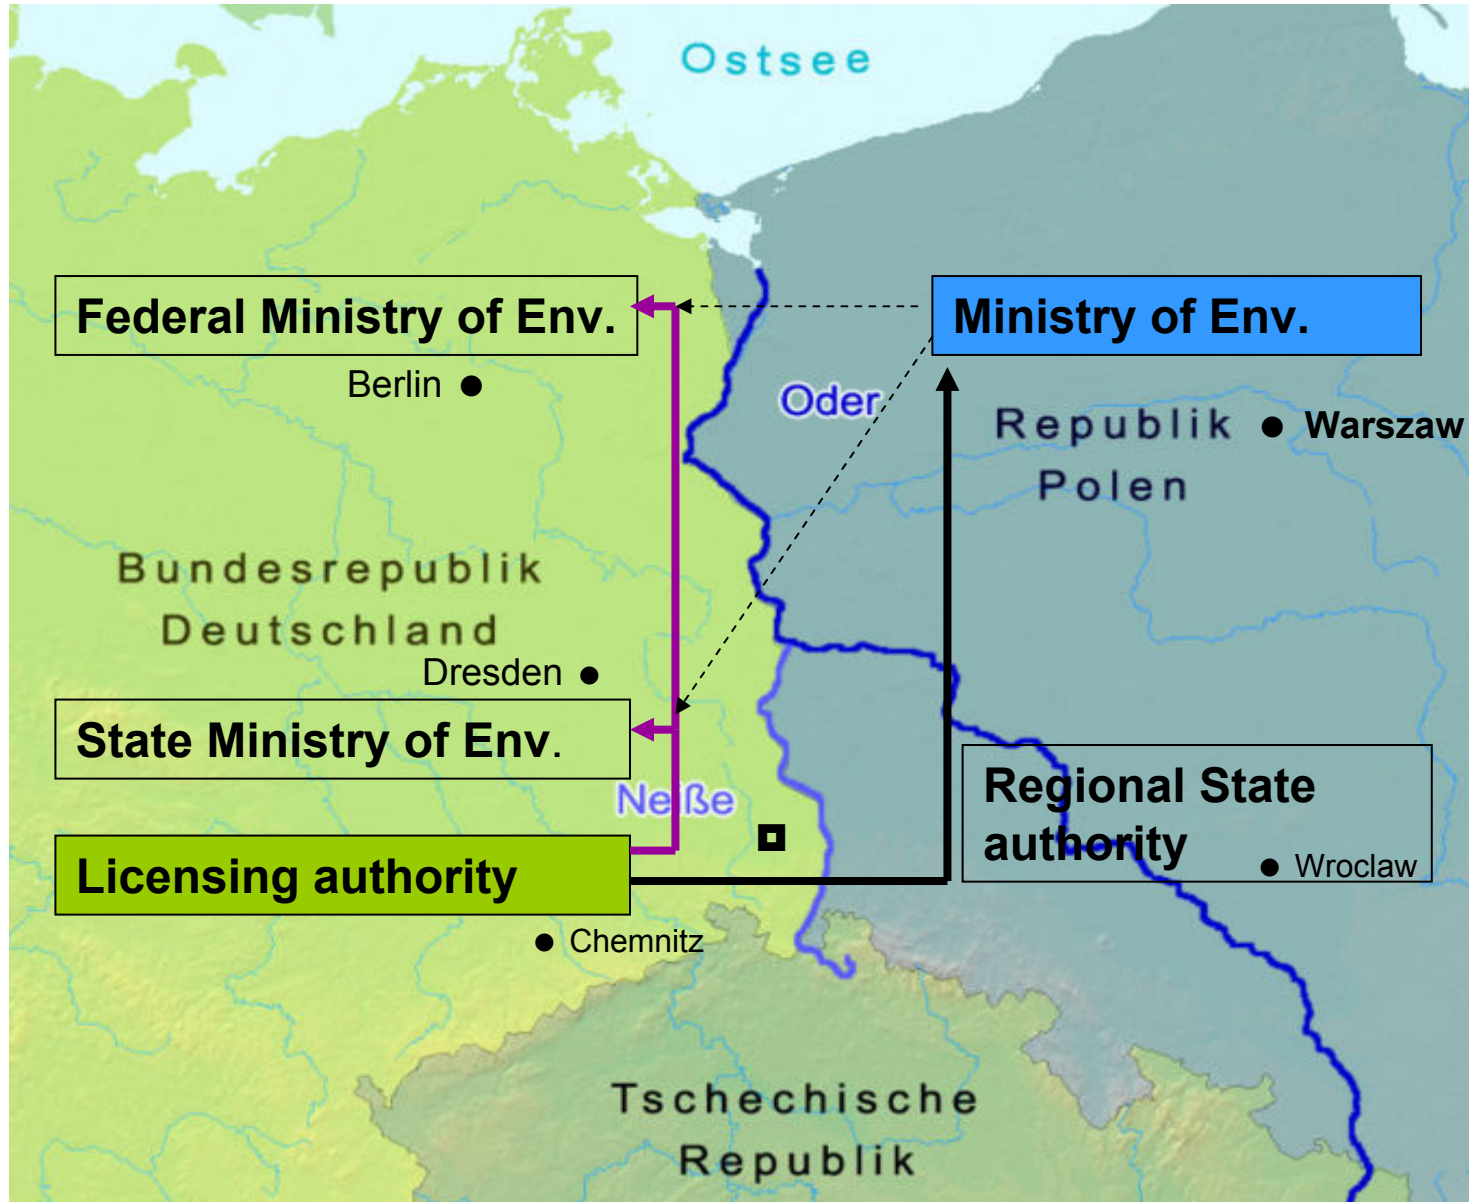 Ostsee
Federal Ministry of Env.
Ministry of Env.
Berlin
Oder
Republik
Polen
Warszaw
Bundesrepublik
Deutschland
Dresden
State Ministry of Env.
Neiße
Regional State
authority
Wroclaw
Licensing authority
Chemnitz
Tschechische
Republik